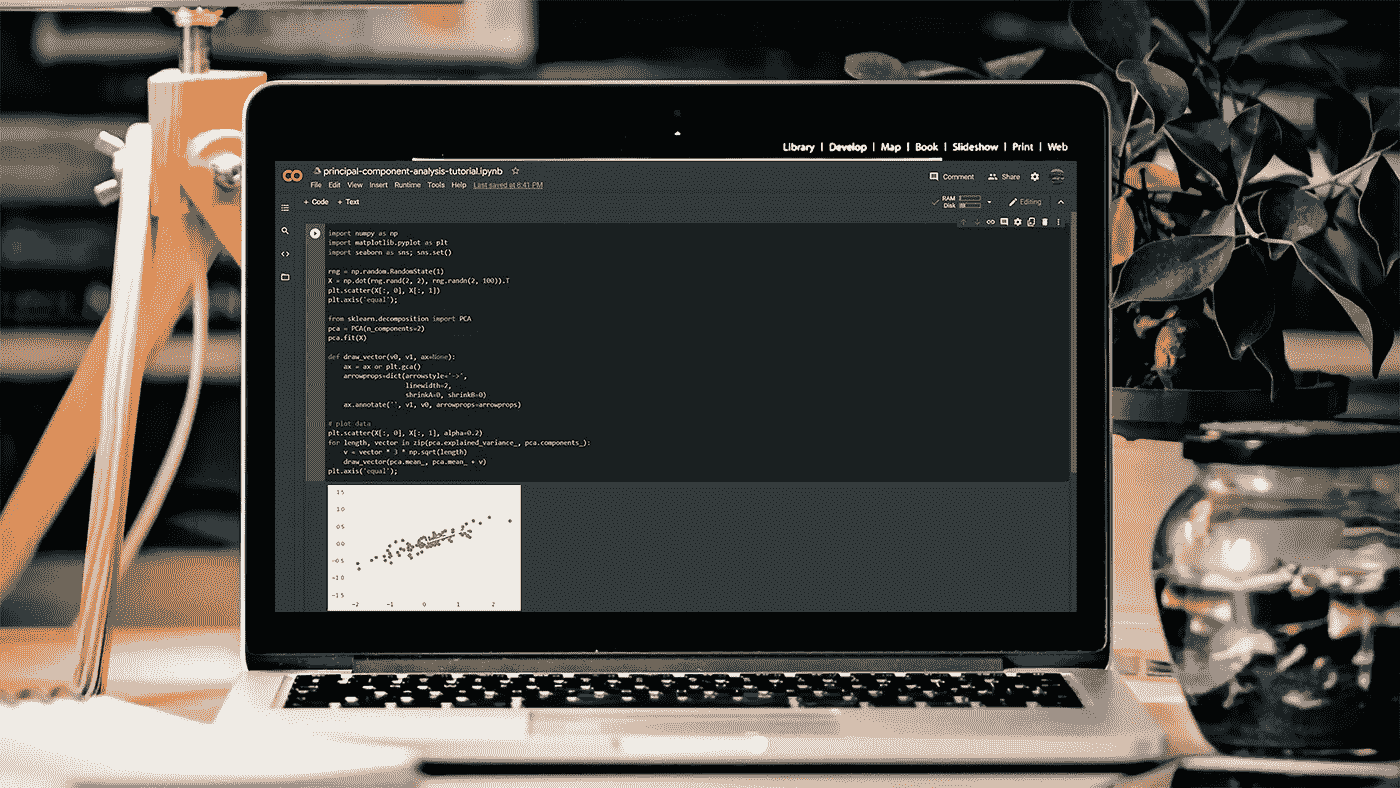 Library | Develop | Map | Book | Slideshow | Print | Web
principal-component-analysis-tutorial.ipynb
Comment Share
File Edit View Insert Runtime Tools Help Last saved at 8:41 PM
+ Code + Text
RAM
Disk
Editing
import numpy as np
import matplotlib.pyplot as plt
import seaborn as sns; sns.set()
rng = np.random.RandomState(1)
X = np.dot(rng.rand(2, 2), rng.randn(2, 100)).T
plt.scatter(X[:, 0], X[:, 1])
plt.axis('equal');
from sklearn.decomposition import PCA
pca = PCA(n_components=2)
pca.fit(X)
def draw_vector(v0, v1, ax=None):
    ax = ax or plt.gca()
    arrowprops=dict(arrowstyle='->',
                    linewidth=2,
                    shrinkA=0, shrinkB=0)
    ax.annotate('', v1, v0, arrowprops=arrowprops)
# plot data
plt.scatter(X[:, 0], X[:, 1], alpha=0.2)
for length, vector in zip(pca.explained_variance_, pca.components_):
    v = vector * 3 * np.sqrt(length)
    draw_vector(pca.mean_, pca.mean_ + v)
plt.axis('equal');
1.5
1.0
0.5
0.0
-0.5
-1.0
-1.5
-2 -1 0 1 2